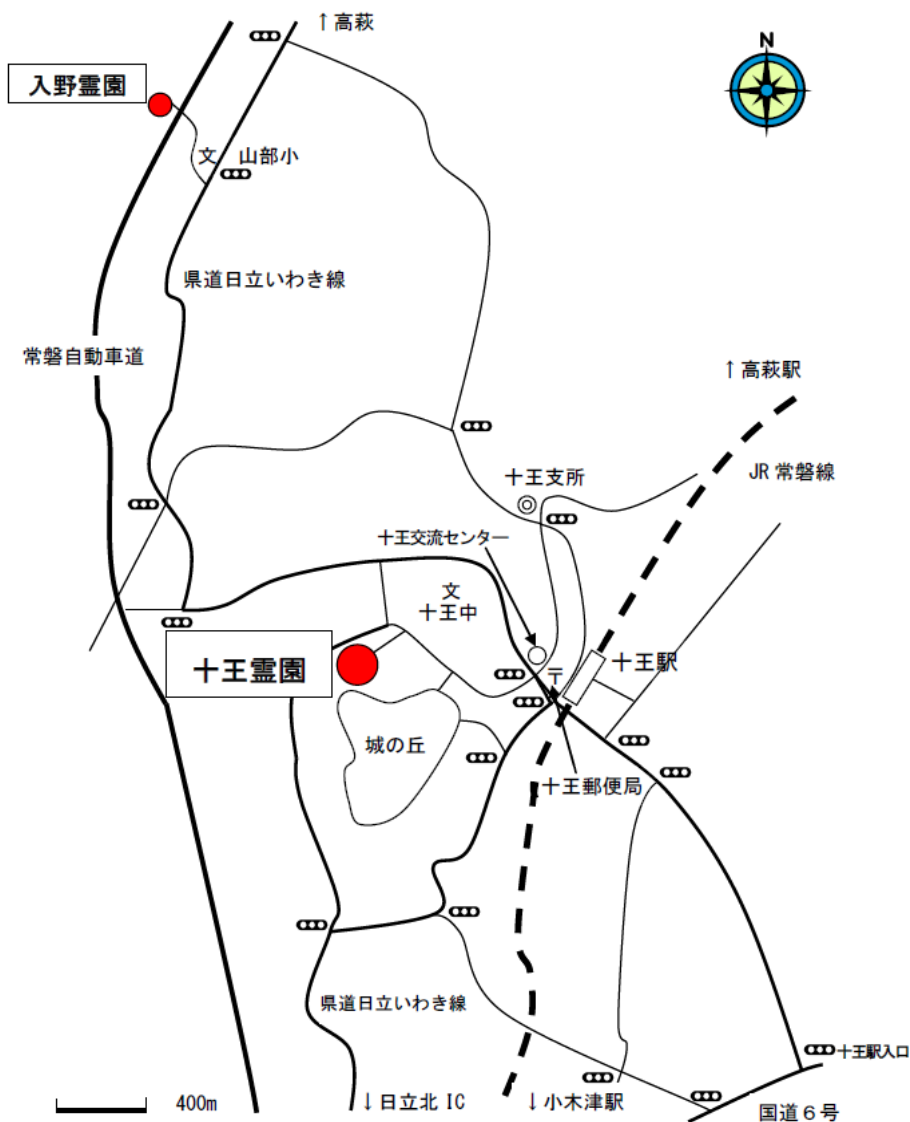 ↑高萩
N
入野霊園
文 山部小
県道日立いわき線
常磐自動車道
↑高萩駅
JR常磐線
十王支所
十王交流センター
文
十王中
十王霊園
〒
十王駅
城の丘
十王郵便局
県道日立いわき線
十王駅入口
400m
↓日立北IC
↓小木津駅
国道6号